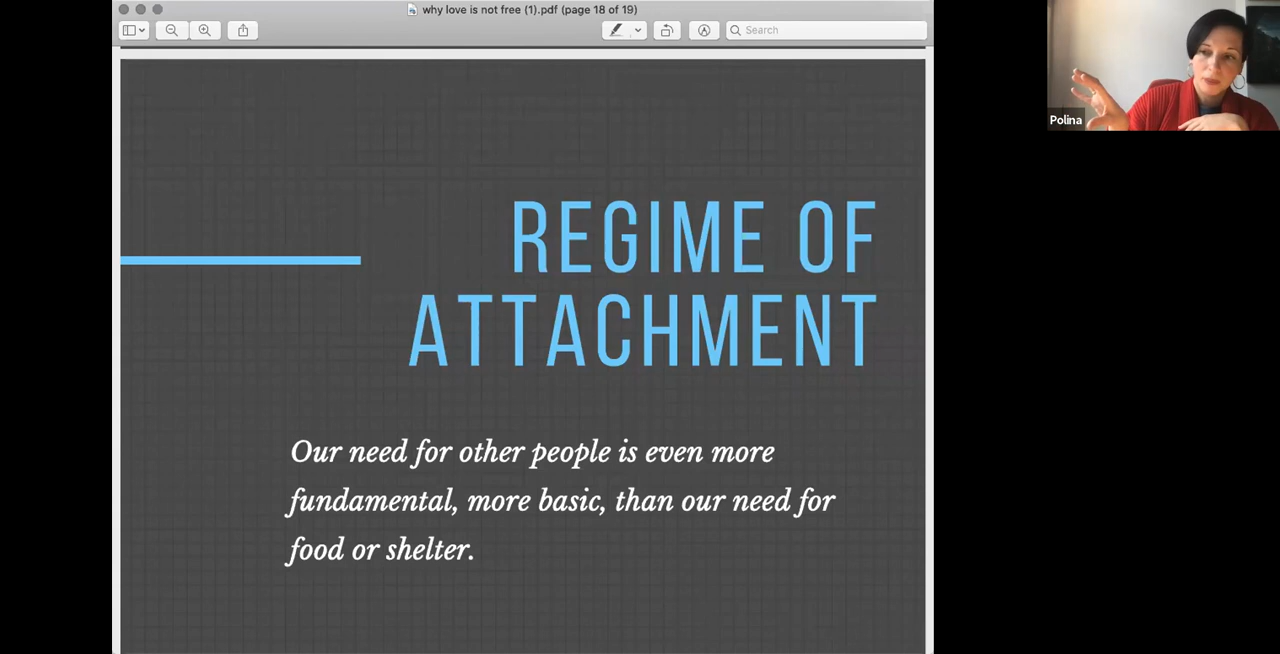 why love is not free (1).pdf (page 18 of 19)
Search
Polina
REGIME OF
ATTACHMENT
Our need for other people is even more
fundamental, more basic, than our need for
food or shelter.